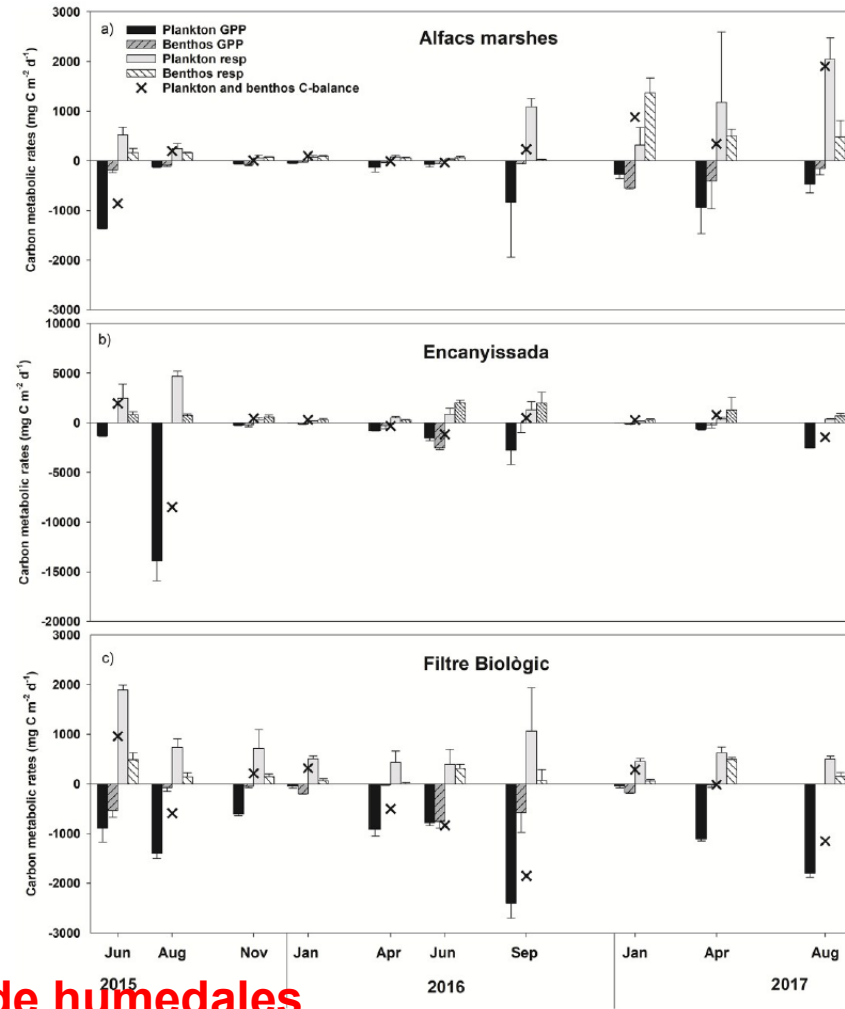 a)
Plankton GPP
Benthos GPP
Plankton resp
Benthos resp
Plankton and benthos C-balance
Alfacs marshes
Carbon metabolic rates (mg C m⁻² d⁻¹)
3000
2000
1000
0
-1000
-2000
-3000
b)
Encanyissada
Carbon metabolic rates (mg C m⁻² d⁻¹)
10000
5000
0
-5000
-10000
-15000
-20000
c)
Filtre Biològic
Carbon metabolic rates (mg C m⁻² d⁻¹)
3000
2000
1000
0
-1000
-2000
-3000
Jun Aug Nov Jan Apr Jun Sep Jan Apr Aug
2015 2016 2017
de humedales